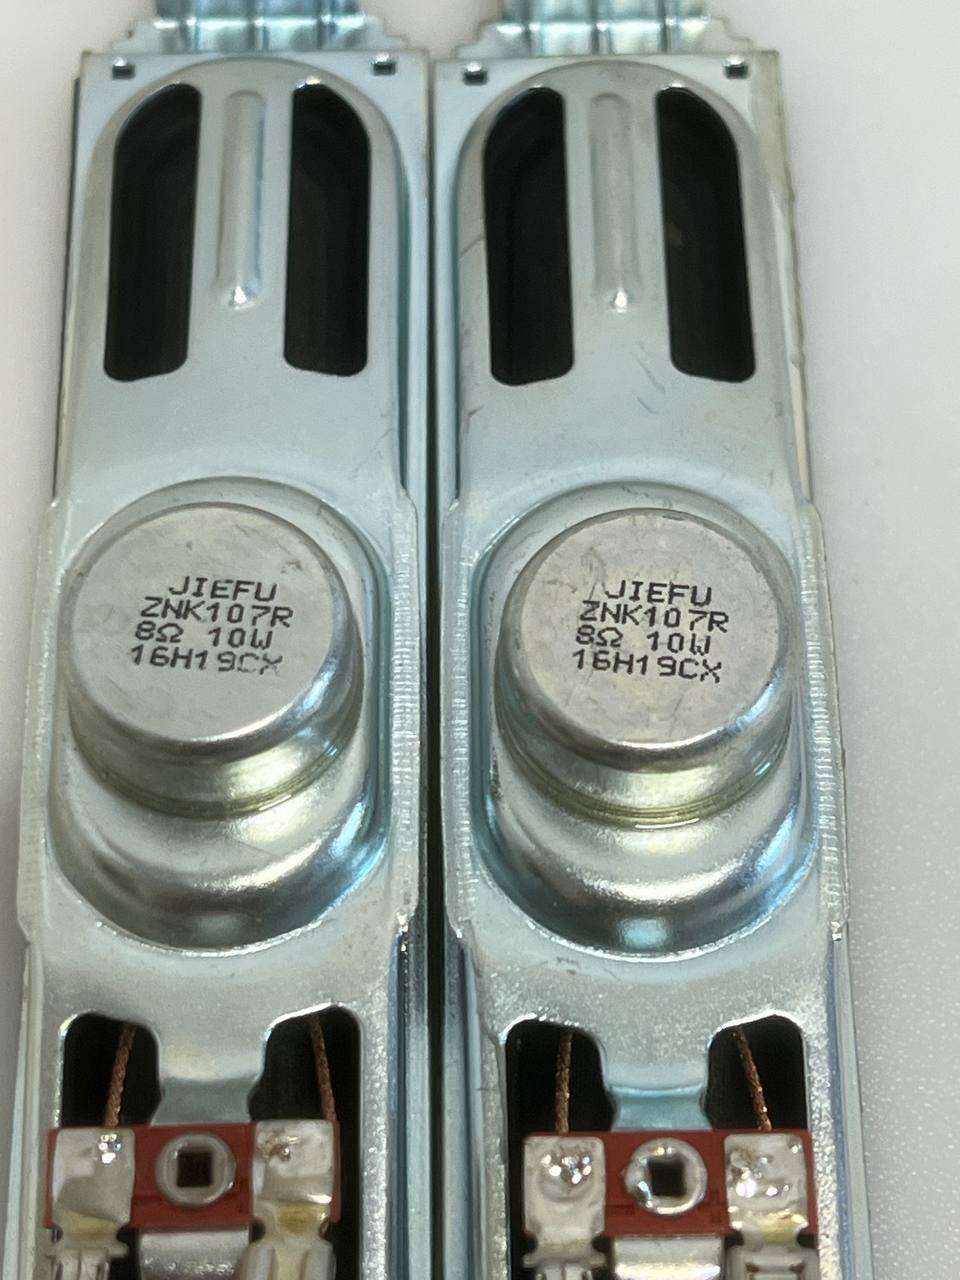 JIEFU
ZNK107R
8Ω 10W
16H19CX
JIEFU
ZNK107R
8Ω 10W
16H19CX